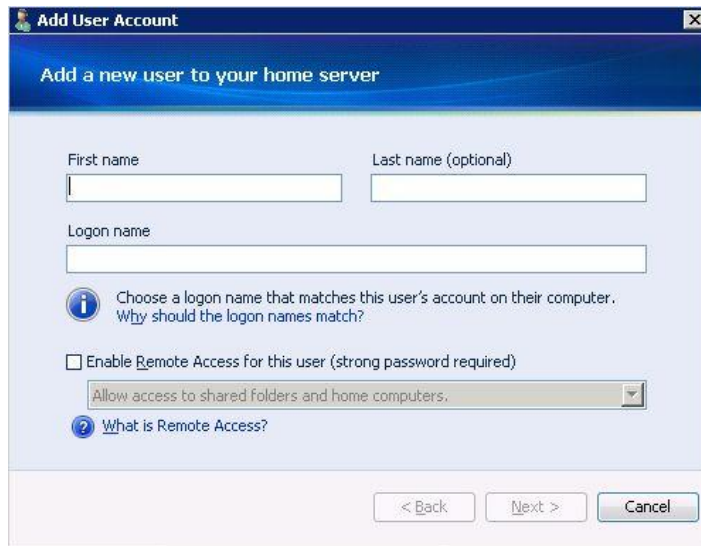 Add User Account
Add a new user to your home server
First name Last name (optional)
Logon name
Choose a logon name that matches this user's account on their computer.
Why should the logon names match?
Enable Remote Access for this user (strong password required)
Allow access to shared folders and home computers.
What is Remote Access?
< Back Next > Cancel